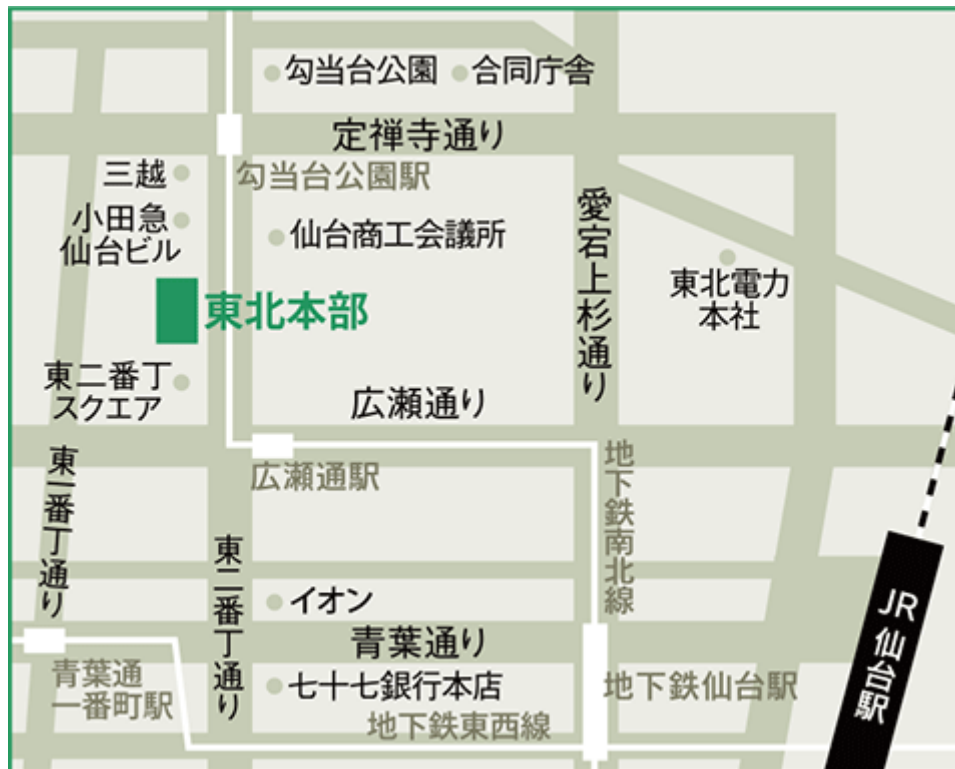 勾当台公園
合同庁舎
定禅寺通り
三越
勾当台公園駅
小田急
仙台ビル
仙台商工会議所
愛宕上杉通り
東北電力
本社
東北本部
東二番丁
スクエア
広瀬通り
東一番丁通り
広瀬通駅
地下鉄南北線
東二番丁通り
イオン
青葉通り
JR仙台駅
青葉通
一番町駅
七十七銀行本店
地下鉄仙台駅
地下鉄東西線